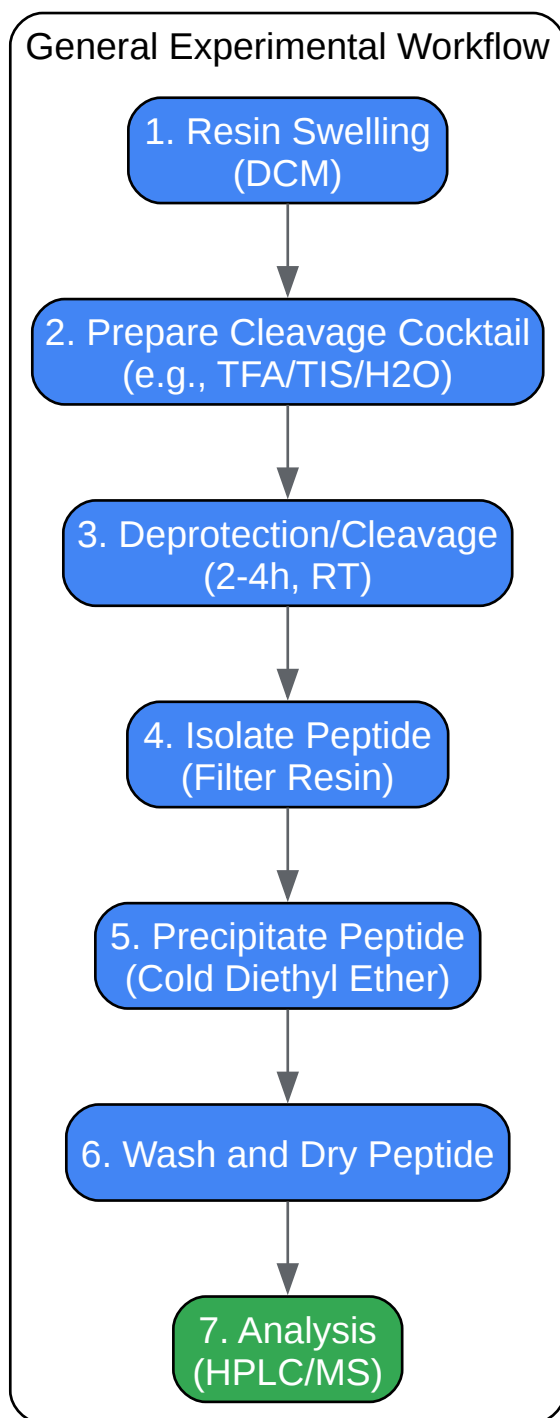 General Experimental Workflow
1. Resin Swelling
(DCM)
2. Prepare Cleavage Cocktail
(e.g., TFA/TIS/H2O)
3. Deprotection/Cleavage
(2-4h, RT)
4. Isolate Peptide
(Filter Resin)
5. Precipitate Peptide
(Cold Diethyl Ether)
6. Wash and Dry Peptide
7. Analysis
(HPLC/MS)